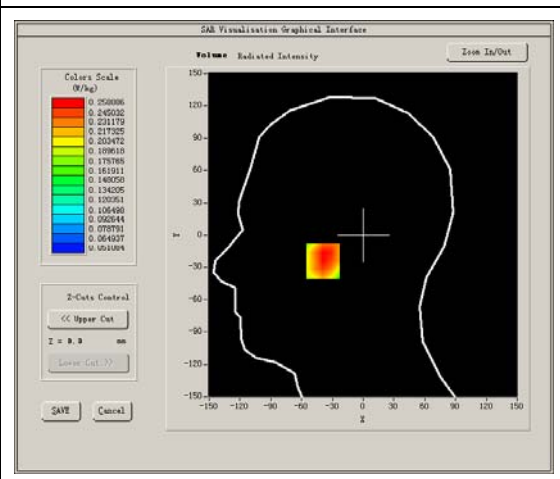 SAR Visualisation Graphical Interface
Volume Radiated Intensity
Zoom In/Out
Colors Scale
(W/kg)
0.245032
0.231179
0.217325
0.203472
0.189618
0.175765
0.161911
0.148058
0.134205
0.120351
0.106498
0.092644
0.078791
0.064937
0.051084
Z-Cuts Control
<< Upper Cut
Z = 0.0 mm
Lower Cut >>
SAVE Cancel
150
120
90
60
30
0
-30
-60
-90
-120
-150
Y
-150 -120 -90 -60 -30 0 30 60 90 120 150
X